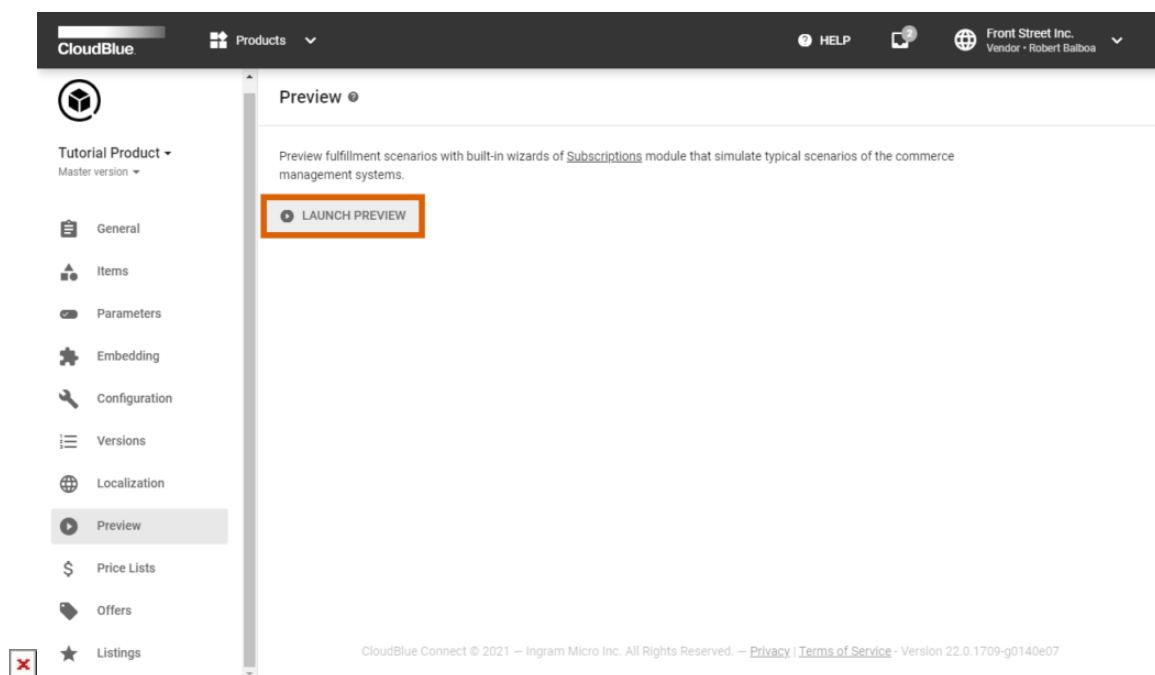 CloudBlue
Products
HELP
2
Front Street Inc.
Vendor • Robert Balboa
Tutorial Product
Master version
General
Items
Parameters
Embedding
Configuration
Versions
Localization
Preview
Price Lists
Offers
Listings
Preview
Preview fulfillment scenarios with built-in wizards of Subscriptions module that simulate typical scenarios of the commerce
management systems.
LAUNCH PREVIEW
CloudBlue Connect © 2021 — Ingram Micro Inc. All Rights Reserved. — Privacy | Terms of Service - Version 22.0.1709-g0140e07